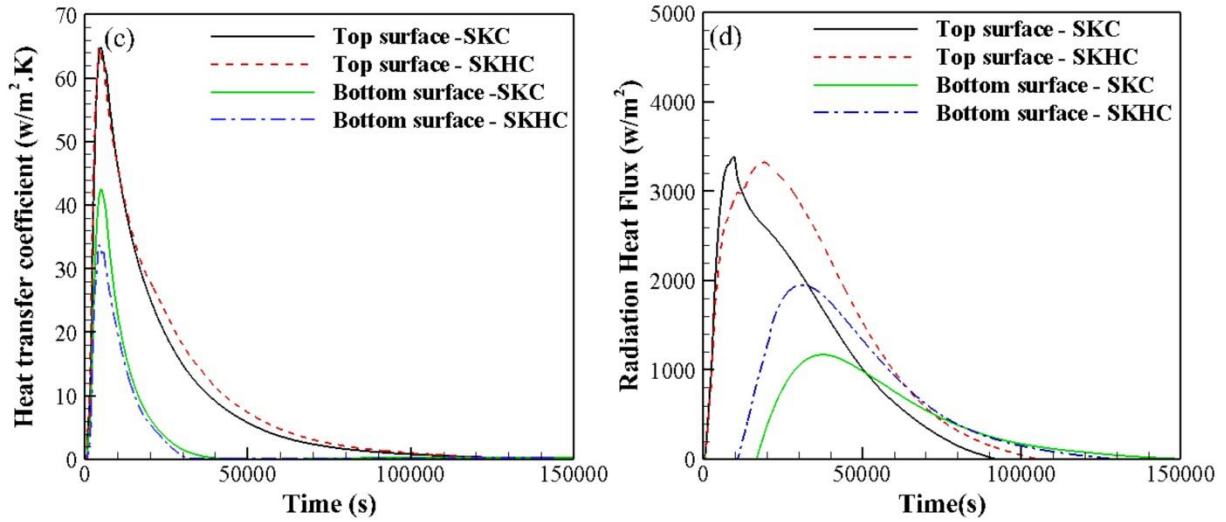 (c)
Top surface -SKC
Top surface - SKHC
Bottom surface -SKC
Bottom surface - SKHC
Heat transfer coefficient (w/m².K)
70
60
50
40
30
20
10
0
0 50000 100000 150000
Time (s)
(d)
Top surface - SKC
Top surface - SKHC
Bottom surface - SKC
Bottom surface - SKHC
Radiation Heat Flux (w/m²)
5000
4000
3000
2000
1000
0
0 50000 100000 150000
Time(s)